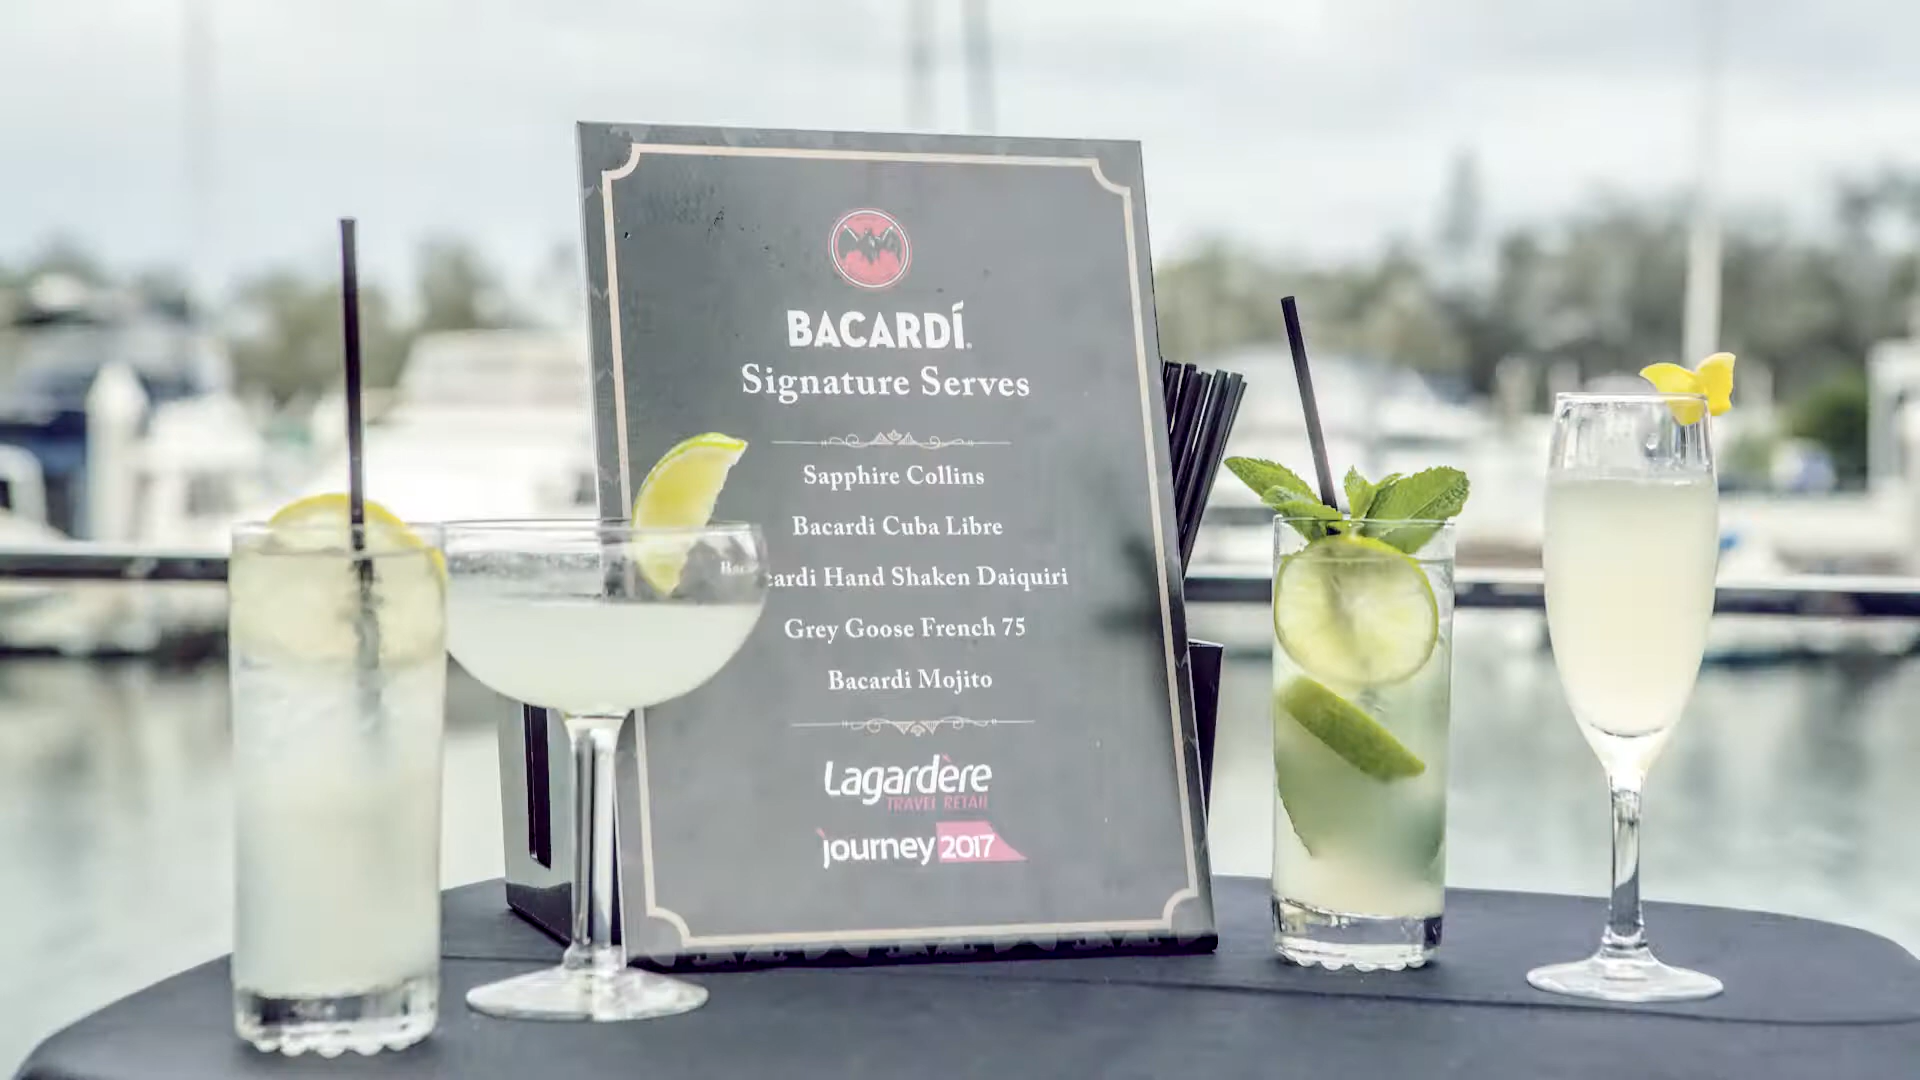 BACARDÍ
Signature Serves
Sapphire Collins
Bacardi Cuba Libre
Bacardi Hand Shaken Daiquiri
Grey Goose French 75
Bacardi Mojito
Lagardère
TRAVEL RETAIL
journey 2017